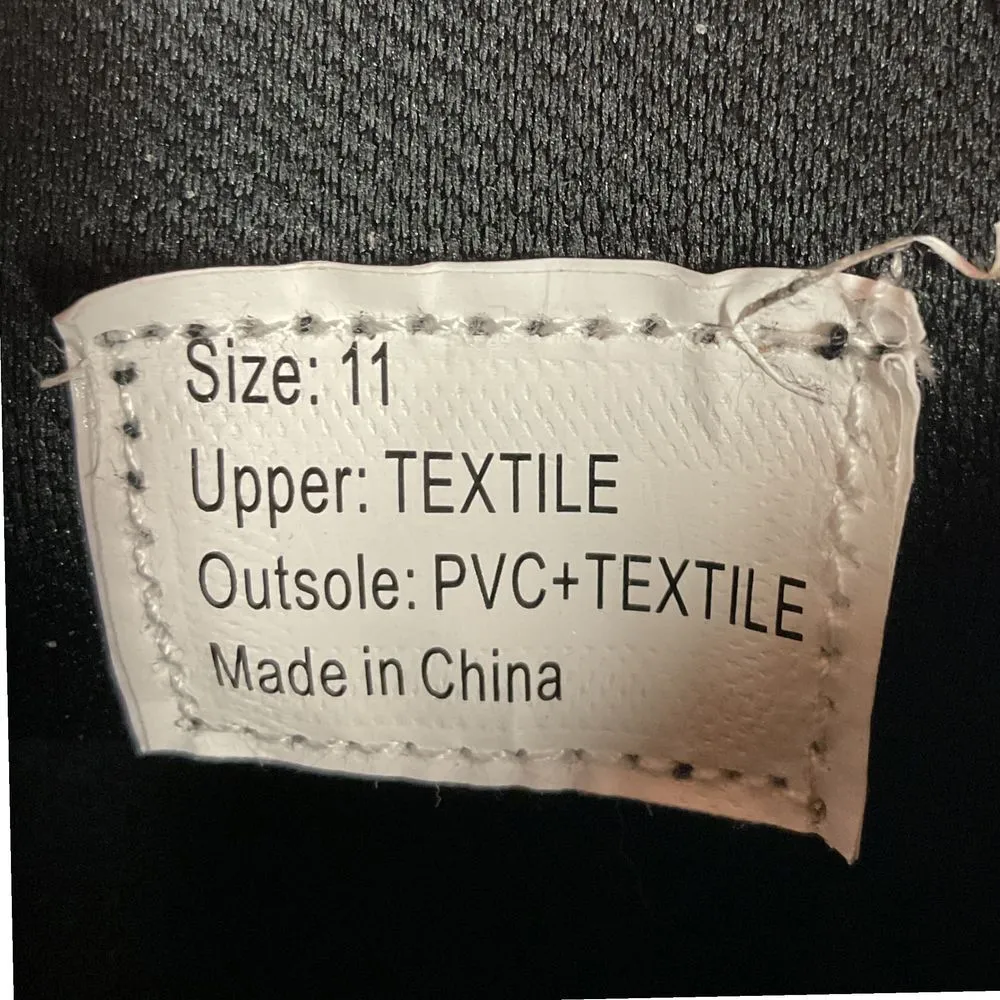 Size: 11
Upper: TEXTILE
Outsole: PVC+TEXTILE
Made in China